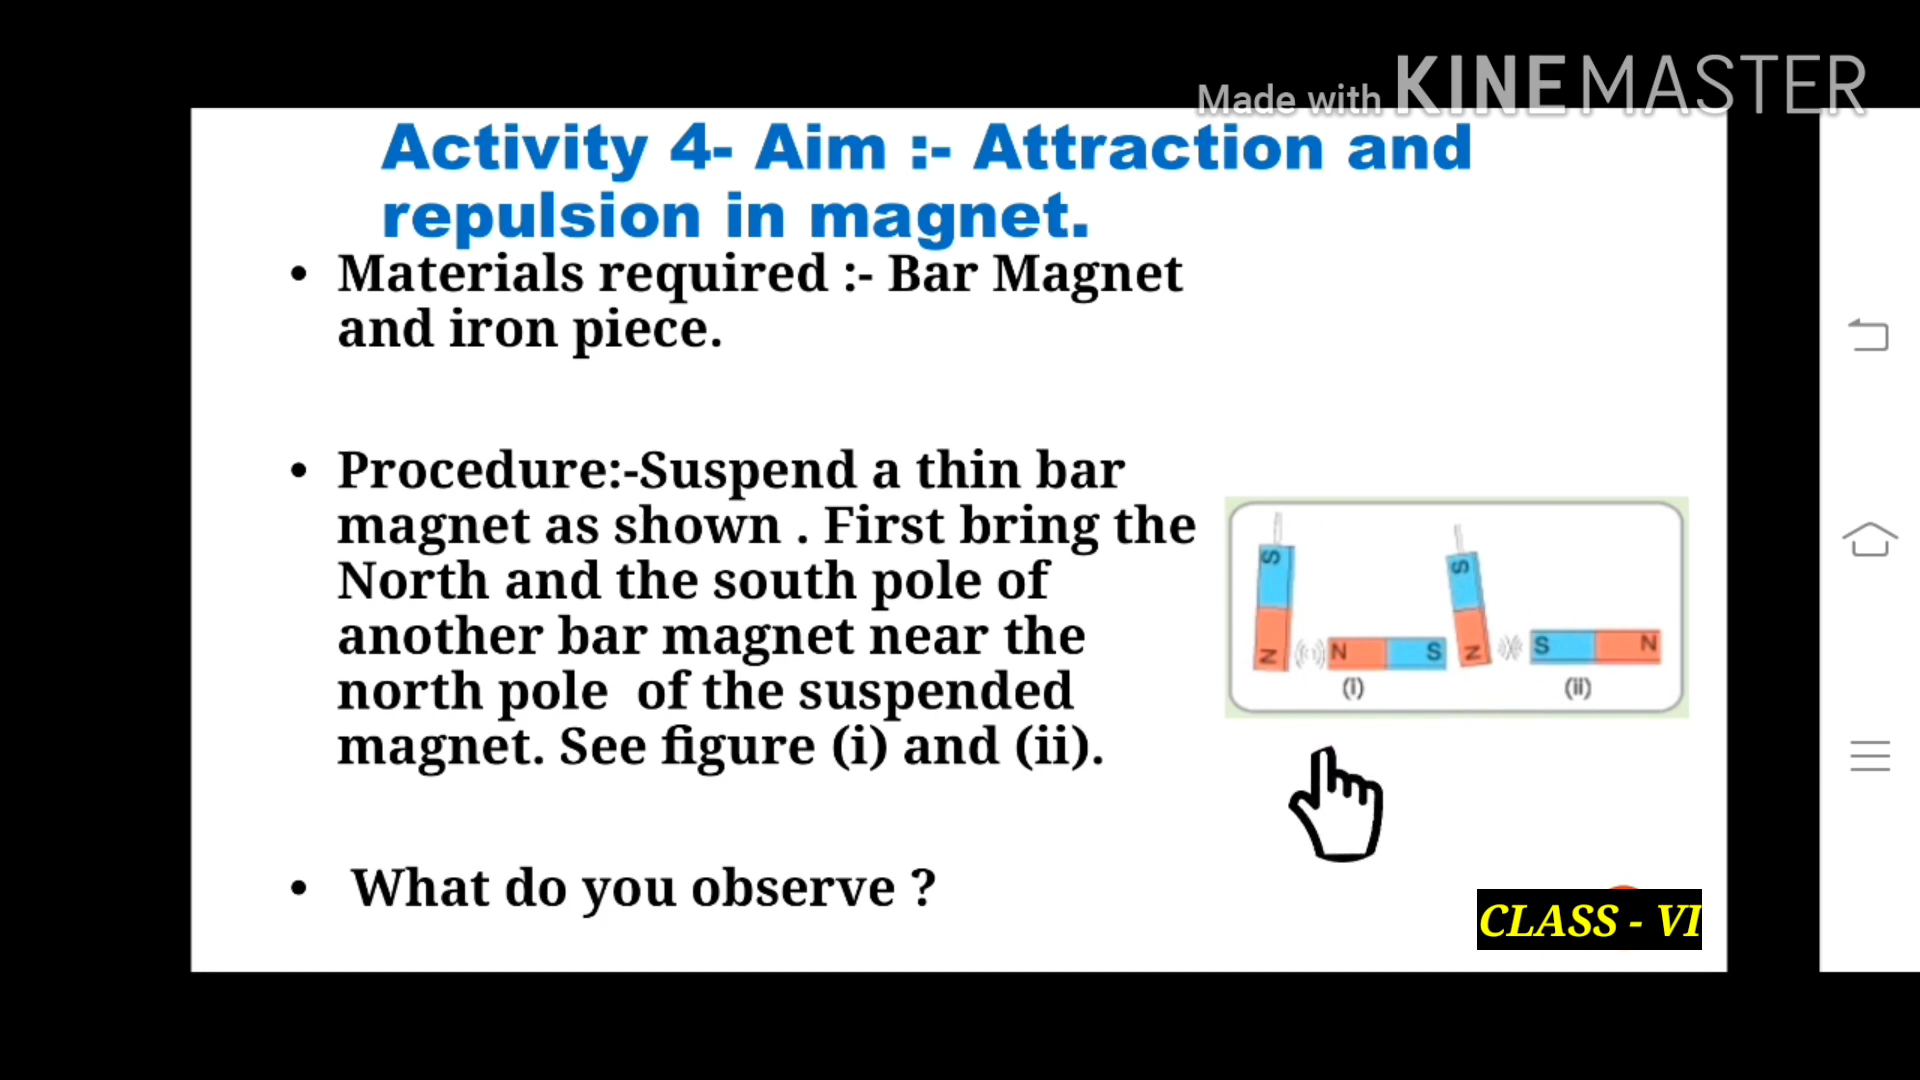 Made with KINEMASTER
Activity 4- Aim :- Attraction and
repulsion in magnet.
• Materials required :- Bar Magnet
and iron piece.
• Procedure:-Suspend a thin bar
magnet as shown . First bring the
North and the south pole of
another bar magnet near the
north pole of the suspended
magnet. See figure (i) and (ii).
S S
N N S N S N
(i) (ii)
• What do you observe ?
CLASS - VI